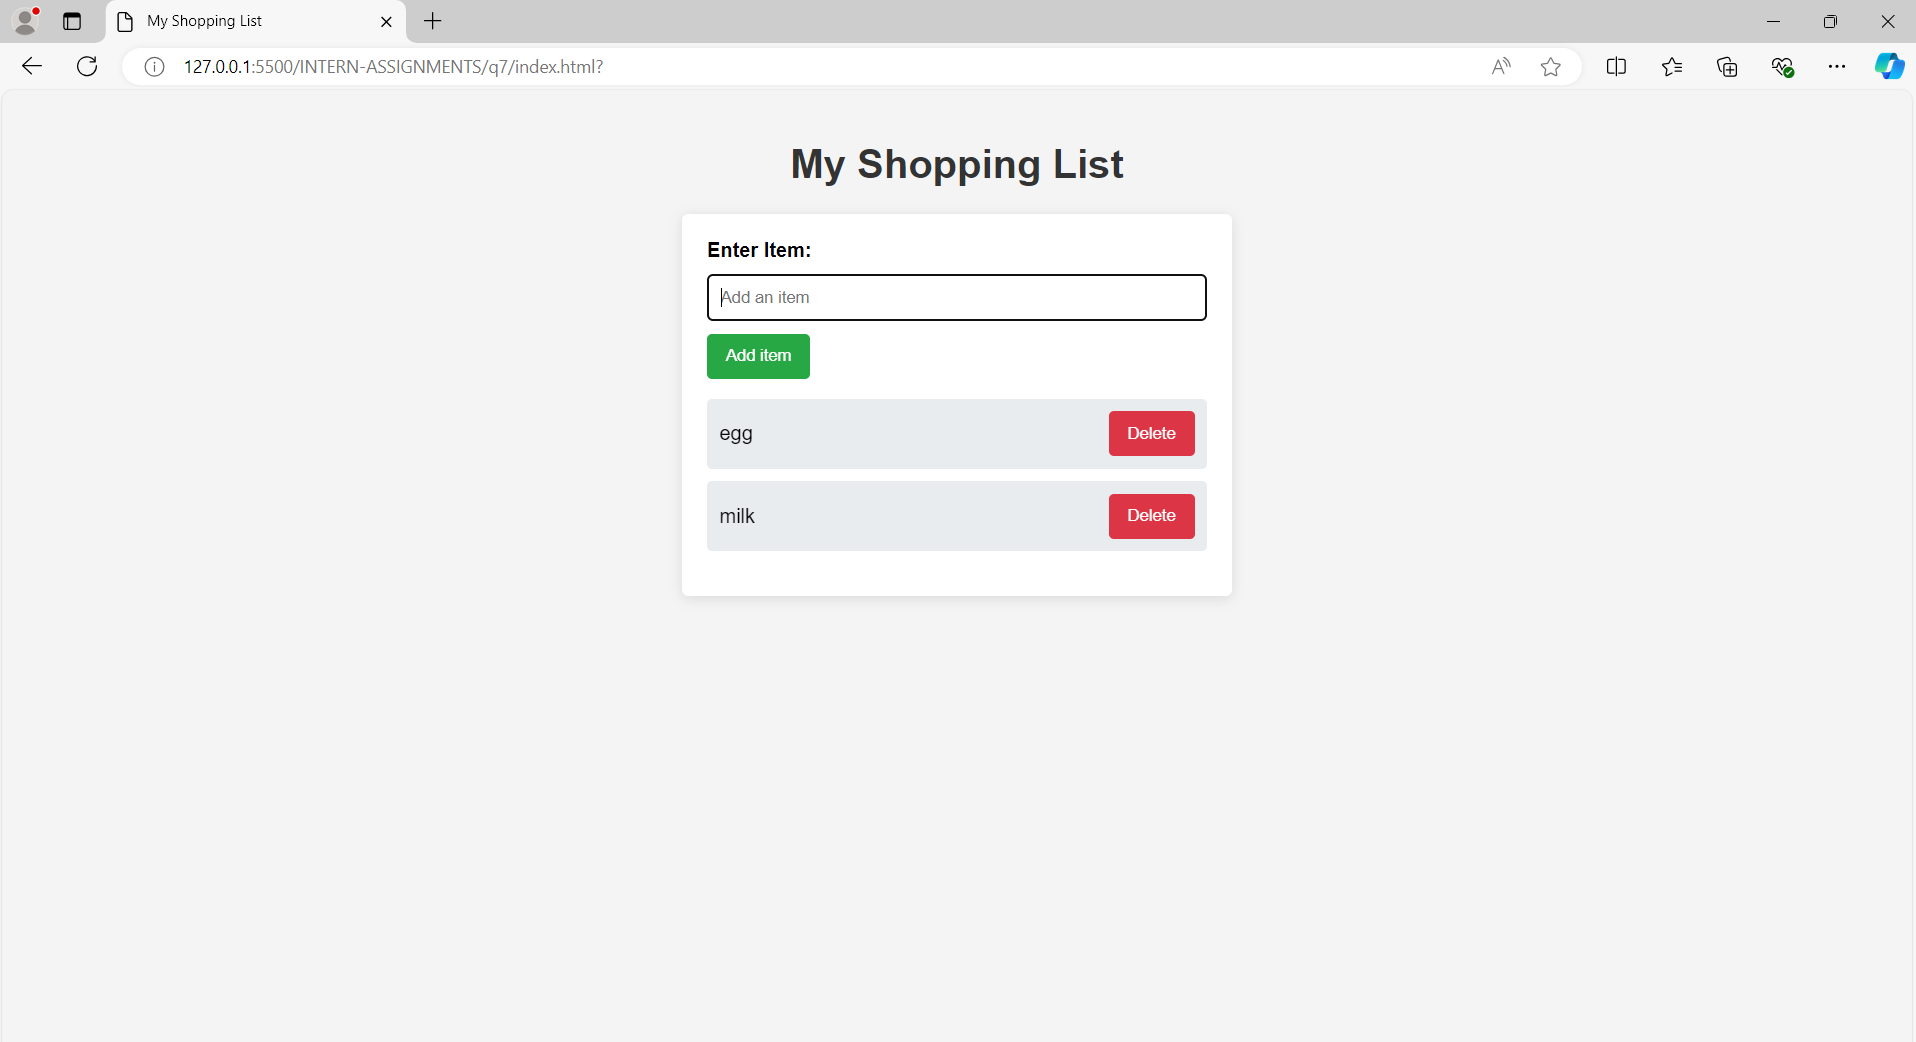 My Shopping List
127.0.0.1:5500/INTERN-ASSIGNMENTS/q7/index.html?
My Shopping List
Enter Item:
Add an item
Add item
egg Delete
milk Delete